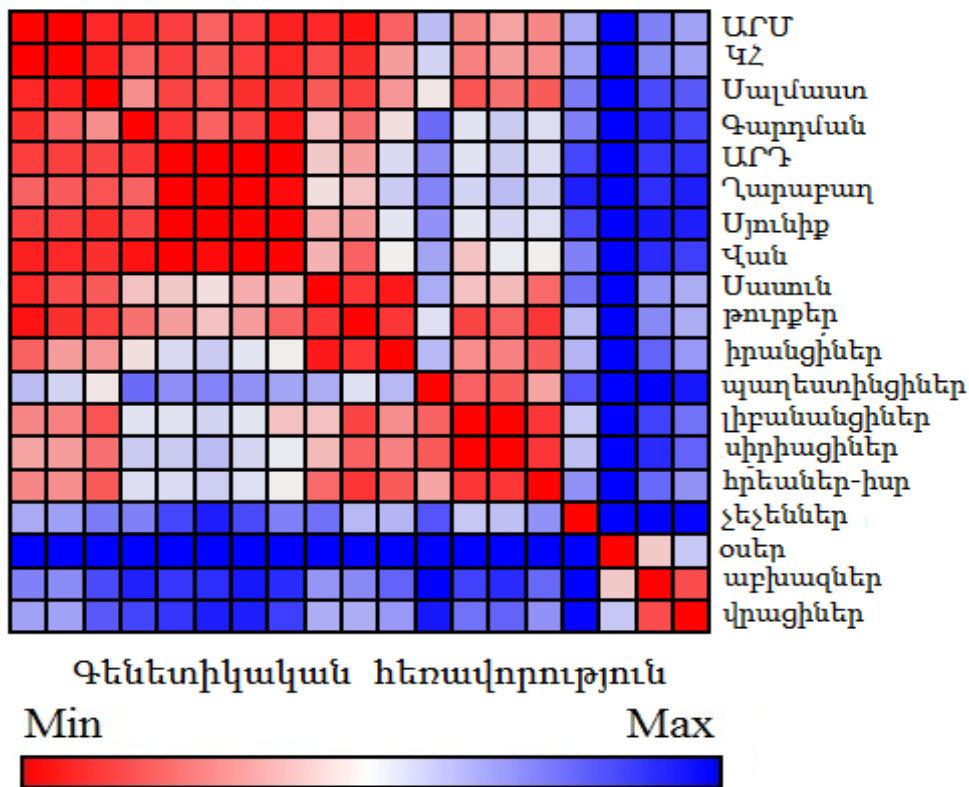 ԱՐՄ
ԿՀ
Սալմաստ
Գարդման
ԱՐԴ
Ղարաբաղ
Սյունիք
Վան
Սասուն
թուրքեր
իրանցիներ
պաղեստինցիներ
լիբանանցիներ
սիրիացիներ
հրեաներ-իսր
չեչեններ
օսեր
աբխազներ
վրացիներ
Գենետիկական հեռավորություն
Min Max